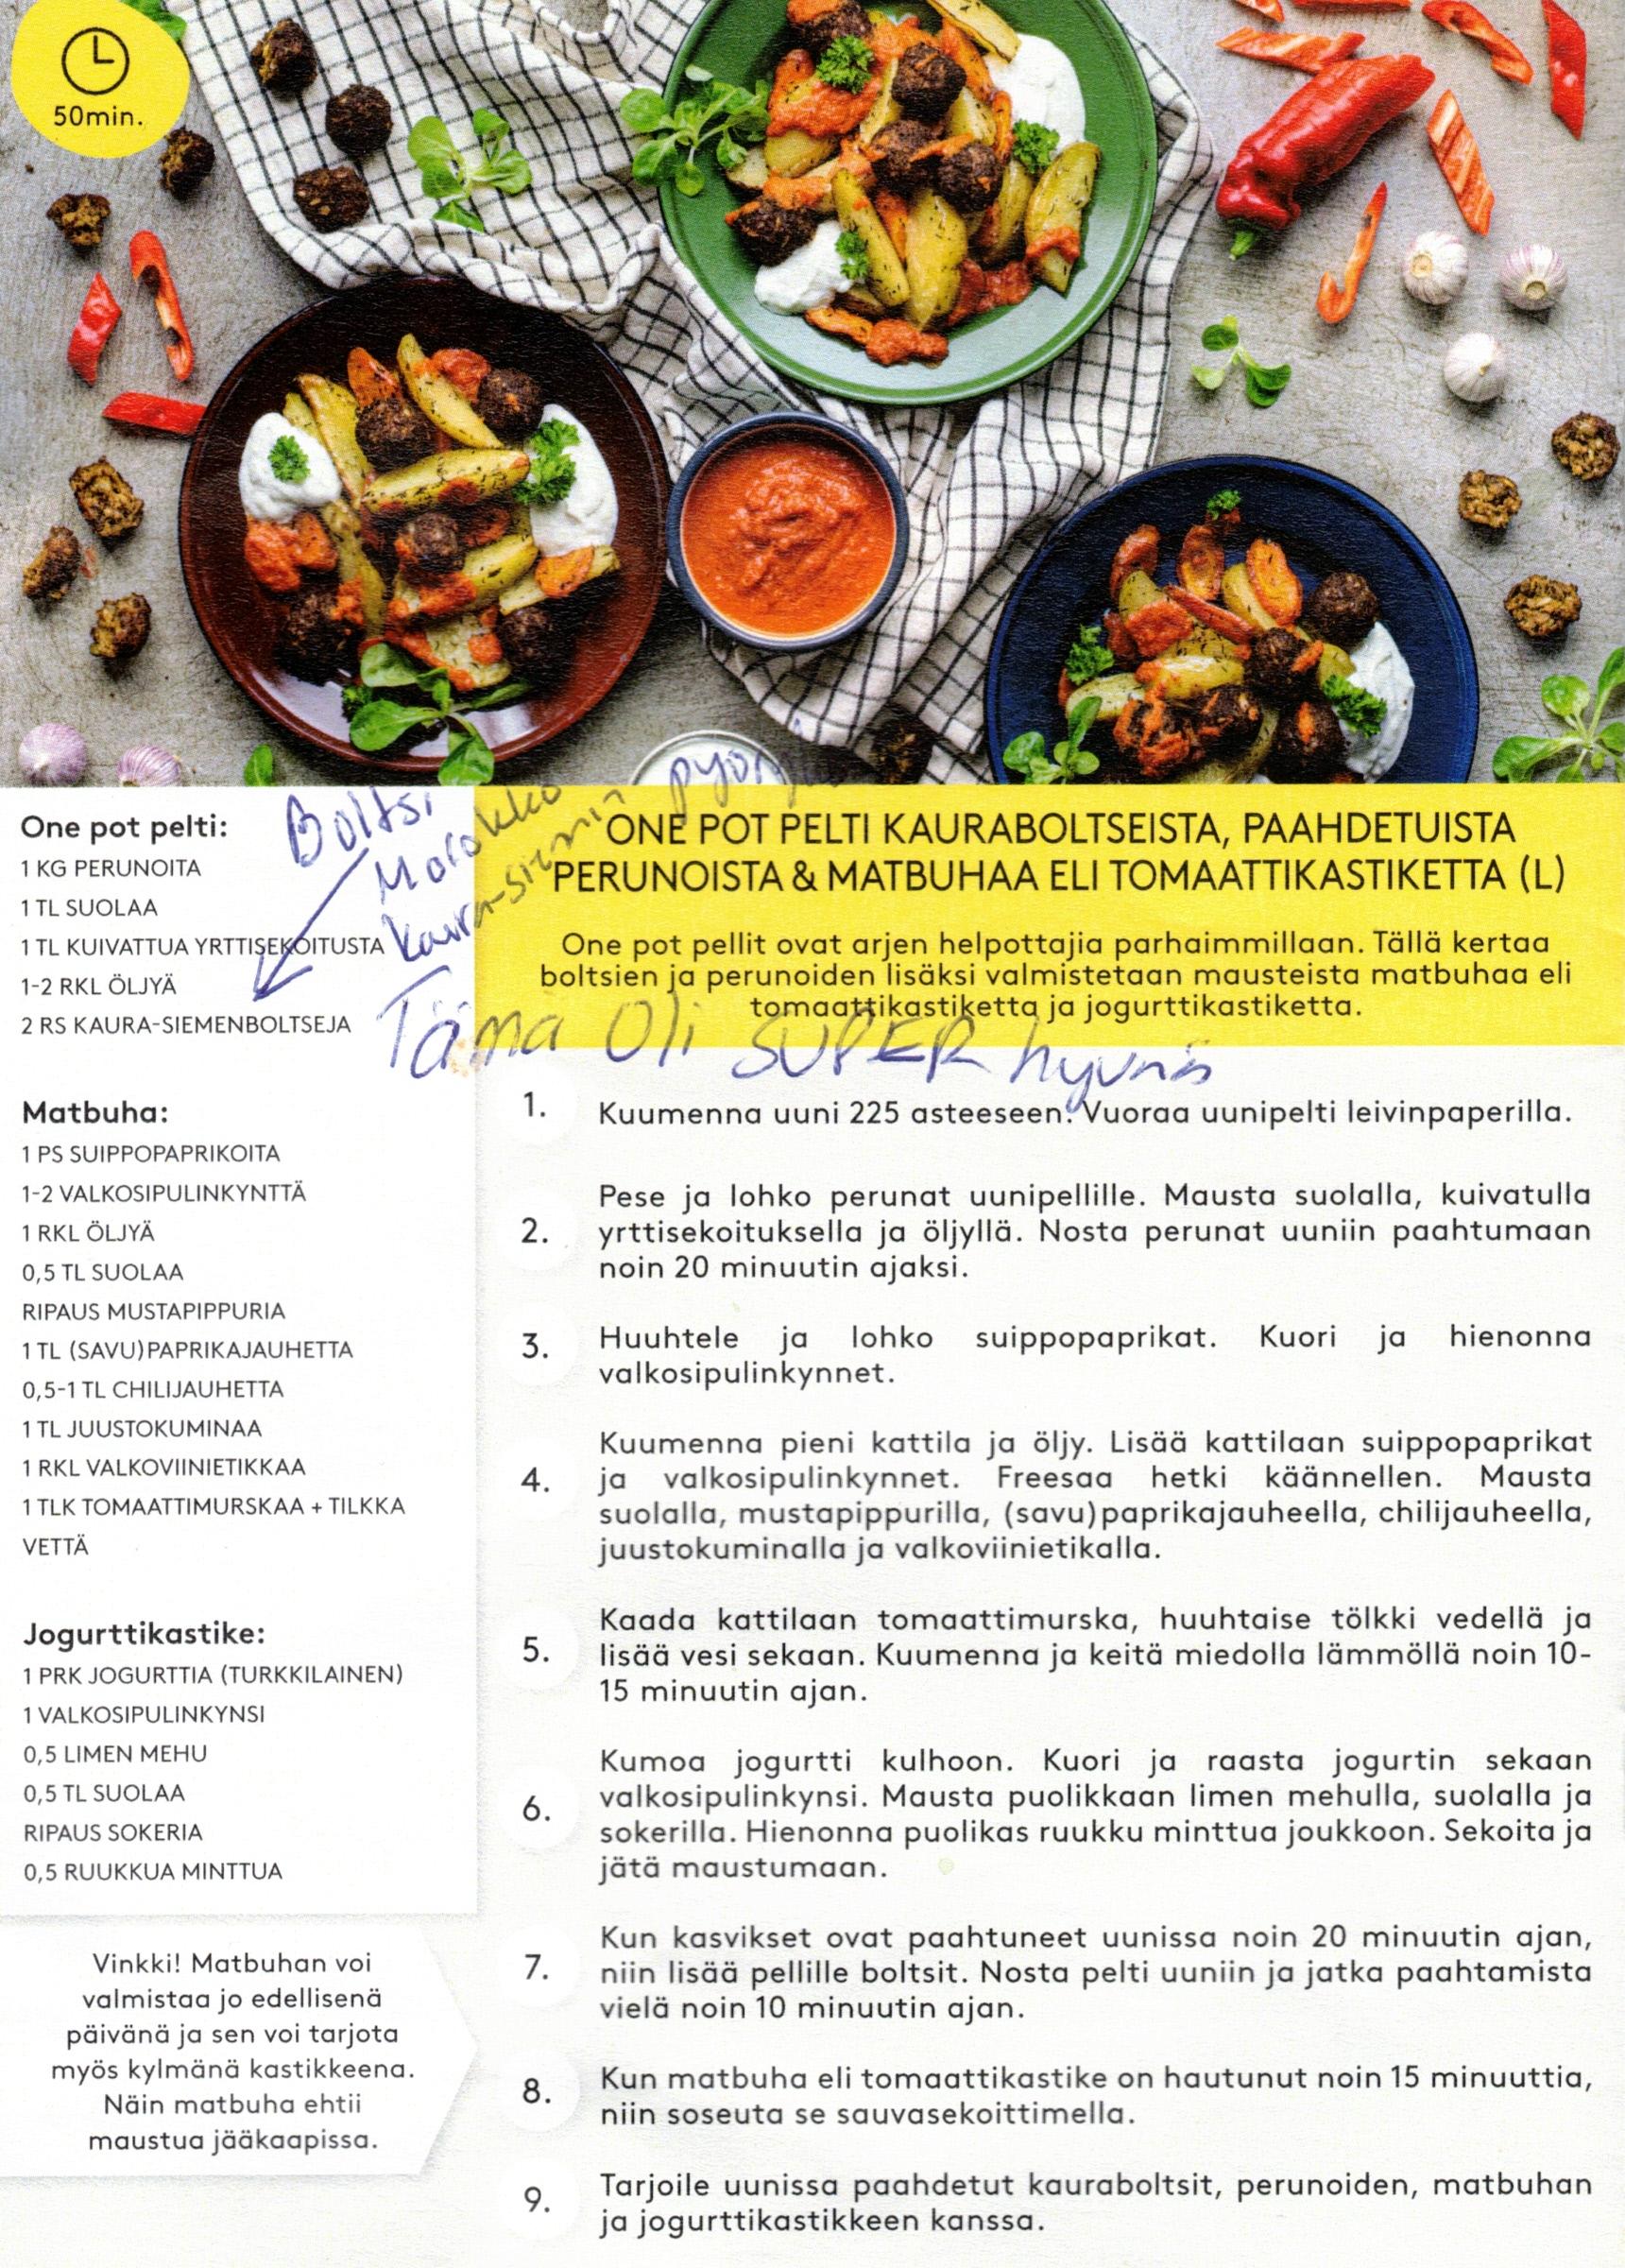 50min.
One pot pelti:
1 KG PERUNOITA
1 TL SUOLAA
1 TL KUIVATTUA YRTTISEKOITUSTA
1-2 RKL ÖLJYÄ
2 RS KAURA-SIEMENBOLTSEJA
Boltsi
Marokko
Kaura-siemen
Tämä Oli SUPER hyvää
Matbuha:
1 PS SUIPPOPAPRIKOITA
1-2 VALKOSIPULINKYNTTÄ
1 RKL ÖLJYÄ
0,5 TL SUOLAA
RIPAUS MUSTAPIPPURIA
1 TL (SAVU)PAPRIKAJAUHETTA
0,5-1 TL CHILIJAUHETTA
1 TL JUUSTOKUMINAA
1 RKL VALKOVIINIETIKKAA
1 TLK TOMAATTIMURSKAA + TILKKA
VETTÄ
Jogurttikastike:
1 PRK JOGURTTIA (TURKKILAINEN)
1 VALKOSIPULINKYNSI
0,5 LIMEN MEHU
0,5 TL SUOLAA
RIPAUS SOKERIA
0,5 RUUKKUA MINTTUA
Vinkki! Matbuhan voi
valmistaa jo edellisenä
päivänä ja sen voi tarjota
myös kylmänä kastikkeena.
Näin matbuha ehtii
maustua jääkaapissa.
ONE POT PELTI KAURABOLTSEISTA, PAAHDETUISTA
PERUNOISTA & MATBUHAA ELI TOMAATTIKASTIKETTA (L)
One pot pellit ovat arjen helpottajia parhaimmillaan. Tällä kertaa
boltsien ja perunoiden lisäksi valmistetaan mausteista matbuhaa eli
tomaattikastiketta ja jogurttikastiketta.
1. Kuumenna uuni 225 asteeseen. Vuoraa uunipelti leivinpaperilla.
2. Pese ja lohko perunat uunipellille. Mausta suolalla, kuivatulla
yrttisekoituksella ja öljyllä. Nosta perunat uuniin paahtumaan
noin 20 minuutin ajaksi.
3. Huuhtele ja lohko suippopaprikat. Kuori ja hienonna
valkosipulinkynnet.
4. Kuumenna pieni kattila ja öljy. Lisää kattilaan suippopaprikat
ja valkosipulinkynnet. Freesaa hetki käännellen. Mausta
suolalla, mustapippurilla, (savu)paprikajauheella, chilijauheella,
juustokuminalla ja valkoviinietikalla.
5. Kaada kattilaan tomaattimurska, huuhtaise tölkki vedellä ja
lisää vesi sekaan. Kuumenna ja keitä miedolla lämmöllä noin 10-
15 minuutin ajan.
6. Kumoa jogurtti kulhoon. Kuori ja raasta jogurtin sekaan
valkosipulinkynsi. Mausta puolikkaan limen mehulla, suolalla ja
sokerilla. Hienonna puolikas ruukku minttua joukkoon. Sekoita ja
jätä maustumaan.
7. Kun kasvikset ovat paahtuneet uunissa noin 20 minuutin ajan,
niin lisää pellille boltsit. Nosta pelti uuniin ja jatka paahtamista
vielä noin 10 minuutin ajan.
8. Kun matbuha eli tomaattikastike on hautunut noin 15 minuuttia,
niin soseuta se sauvasekoittimella.
9. Tarjoile uunissa paahdetut kauraboltsit, perunoiden, matbuhan
ja jogurttikastikkeen kanssa.